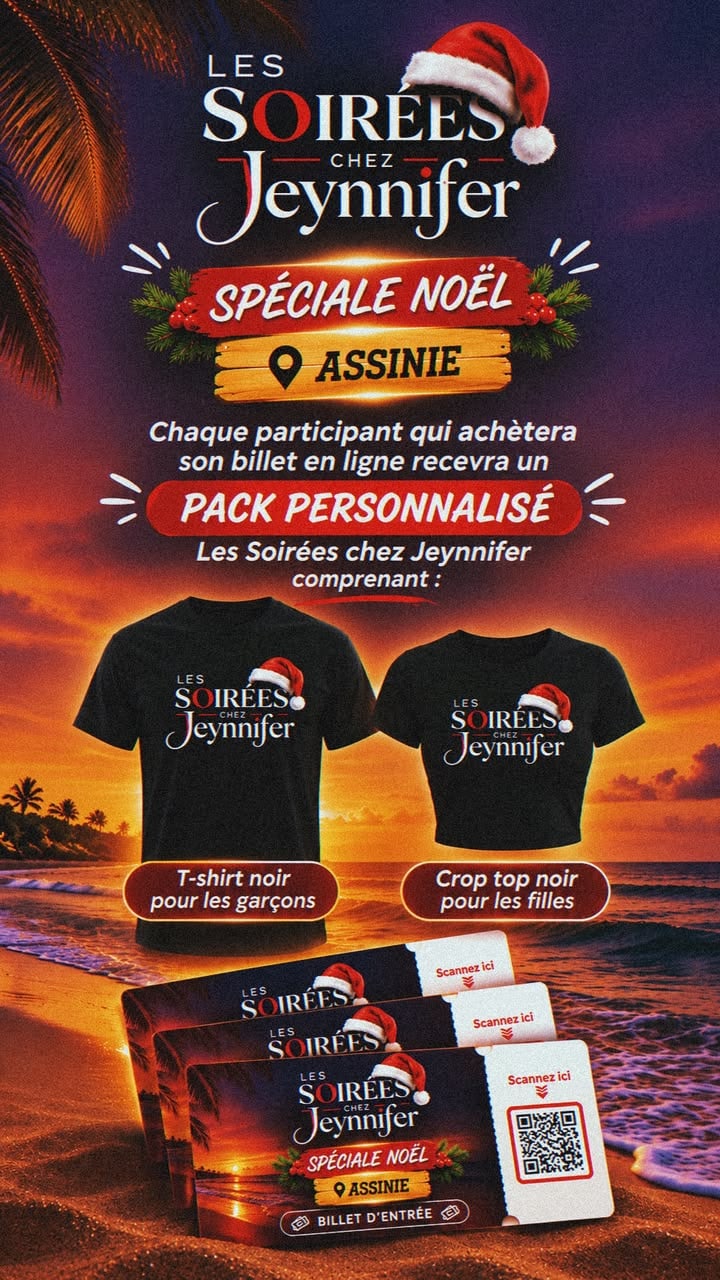 LES
SOIRÉES
CHEZ
Jeynnifer
SPÉCIALE NOËL
ASSINIE
Chaque participant qui achètera
son billet en ligne recevra un
PACK PERSONNALISÉ
Les Soirées chez Jeynnifer
comprenant :
LES
SOIRÉES
CHEZ
Jeynnifer
LES
SOIRÉES
CHEZ
Jeynnifer
T-shirt noir
pour les garçons
Crop top noir
pour les filles
LES
SOIRÉES
Scannez ici
LES
SOIRÉES
Scannez ici
LES
SOIRÉES
CHEZ
Jeynnifer
SPÉCIALE NOËL
ASSINIE
BILLET D'ENTRÉE
Scannez ici